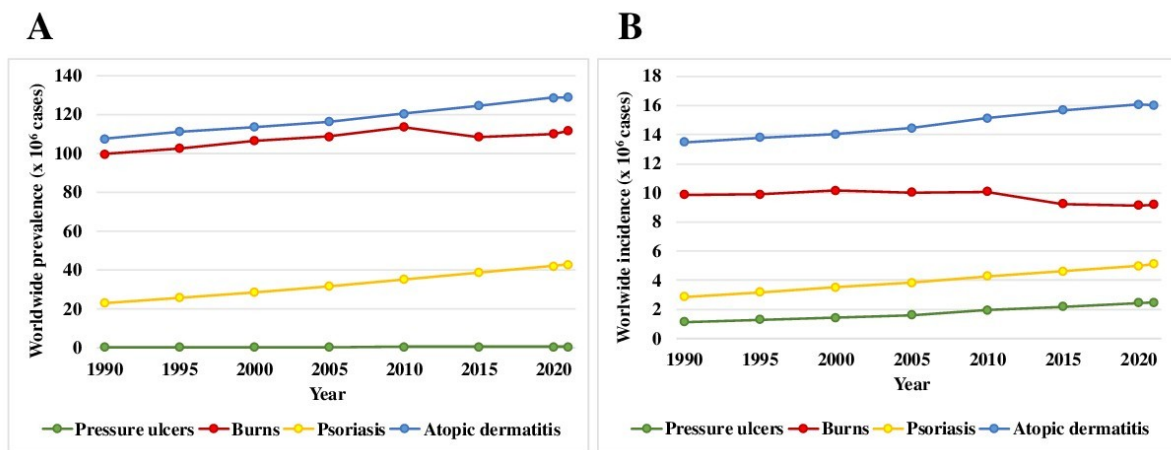 A
Worldwide prevalence (x 10⁶ cases)
140
120
100
80
60
40
20
0
1990 1995 2000 2005 2010 2015 2020
Year
Pressure ulcers Burns Psoriasis Atopic dermatitis
B
Worlwide incidence (x 10⁶ cases)
18
16
14
12
10
8
6
4
2
0
1990 1995 2000 2005 2010 2015 2020
Year
Pressure ulcers Burns Psoriasis Atopic dermatitis